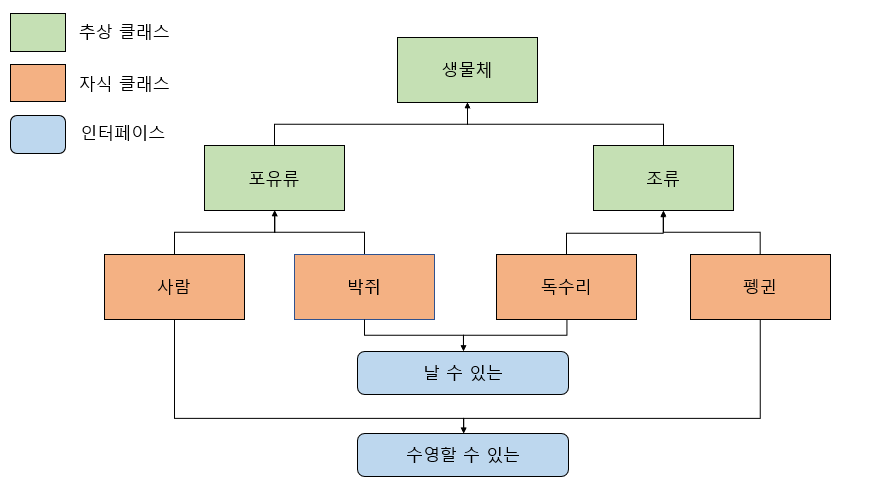 추상 클래스
자식 클래스
인터페이스
생물체
포유류
조류
사람
박쥐
독수리
펭귄
날 수 있는
수영할 수 있는